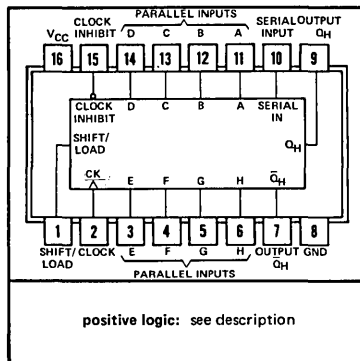 PARALLEL INPUTS
CLOCK SERIAL OUTPUT
VCC INHIBIT D C B A INPUT QH
16 15 14 13 12 11 10 9
CLOCK INHIBIT D C B A SERIAL IN
SHIFT/LOAD
QH
CK E F G H Q̅H
1 2 3 4 5 6 7 8
SHIFT/ CLOCK E F G H OUTPUT GND
LOAD Q̅H
PARALLEL INPUTS
positive logic: see description